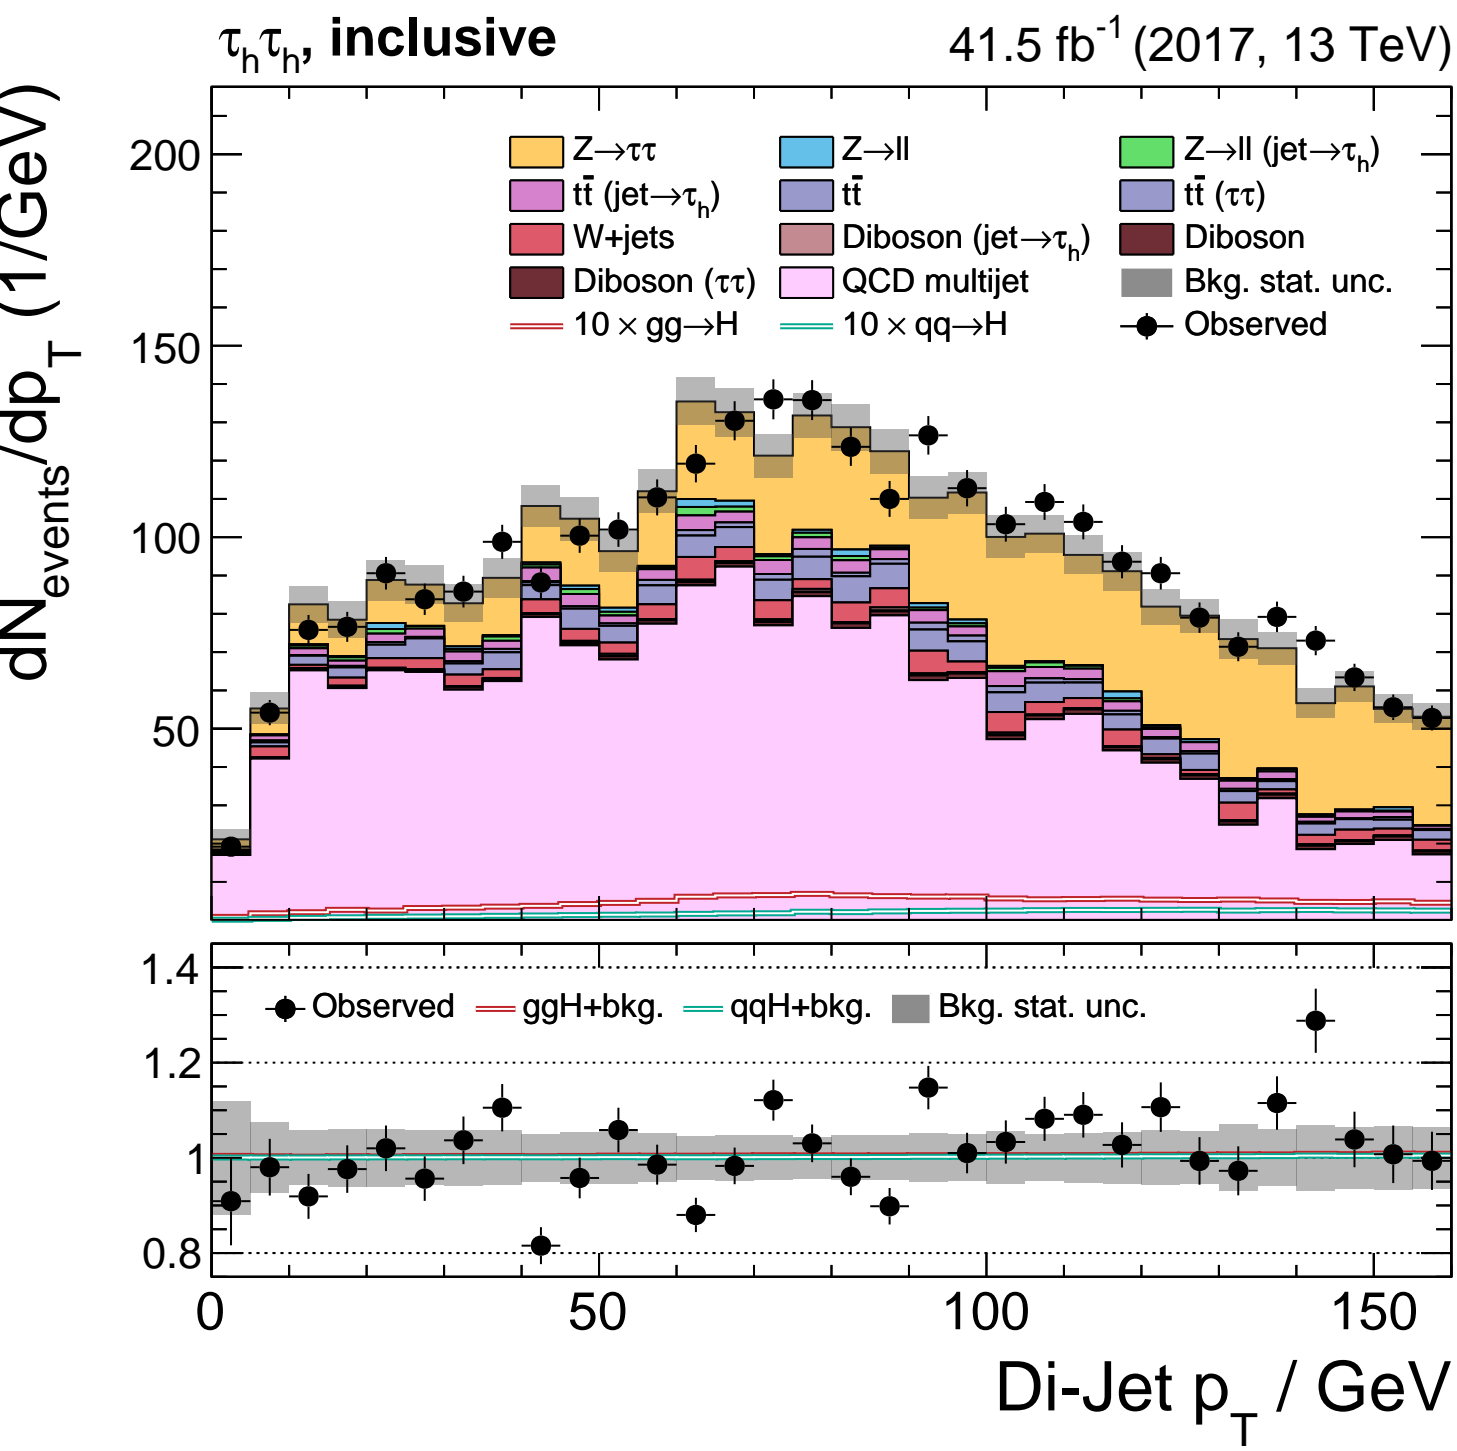 τhτh, inclusive 41.5 fb-1 (2017, 13 TeV)
dNevents/dpT (1/GeV)
200
150
100
50
Z→ττ Z→ll Z→ll (jet→τh)
tt̄ (jet→τh) tt̄ tt̄ (ττ)
W+jets Diboson (jet→τh) Diboson
Diboson (ττ) QCD multijet Bkg. stat. unc.
10 × gg→H 10 × qq→H Observed
1.4
1.2
1
0.8
Observed ggH+bkg. qqH+bkg. Bkg. stat. unc.
0 50 100 150
Di-Jet pT / GeV